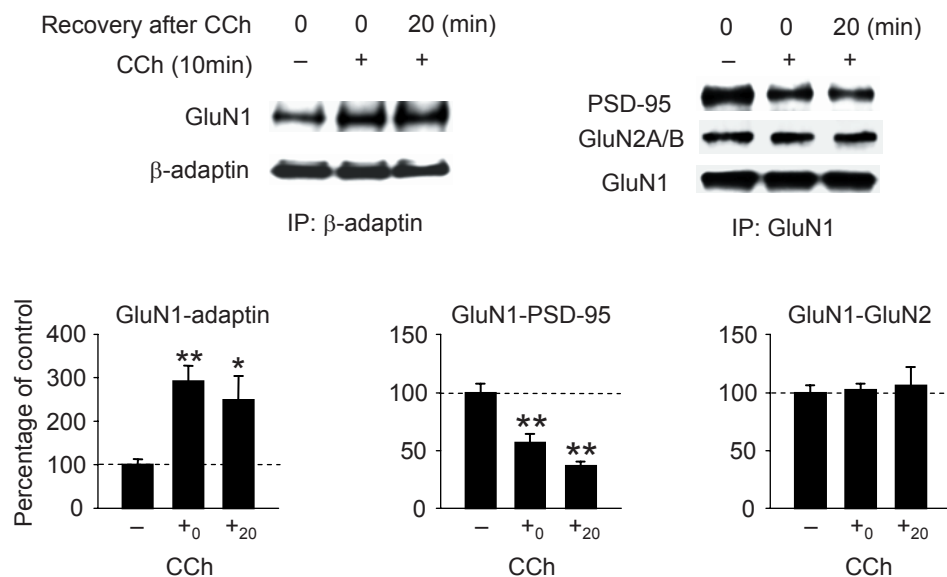 Recovery after CCh 0 0 20 (min)
CCh (10min) – + +
GluN1
β-adaptin
IP: β-adaptin
0 0 20 (min)
– + +
PSD-95
GluN2A/B
GluN1
IP: GluN1
Percentage of control
GluN1-adaptin
400
300
200
100
0
** *
– +0 +20
CCh
GluN1-PSD-95
150
100
50
0
** **
– +0 +20
CCh
GluN1-GluN2
150
100
50
0
– +0 +20
CCh